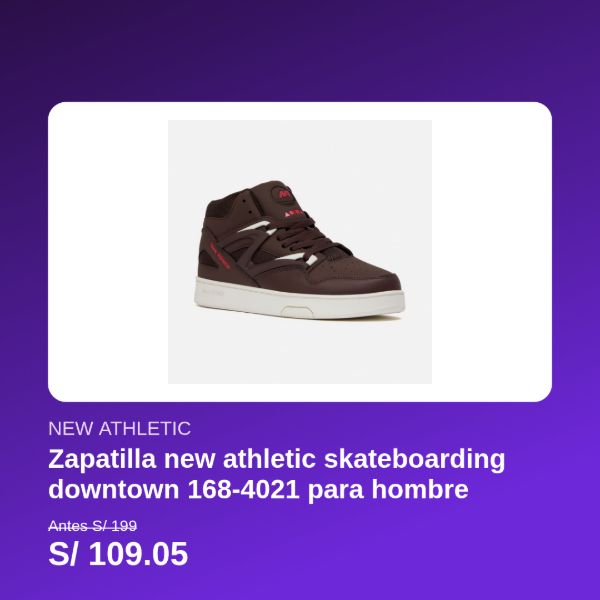 NEW ATHLETIC
Zapatilla new athletic skateboarding
downtown 168-4021 para hombre
Antes S/ 199
S/ 109.05